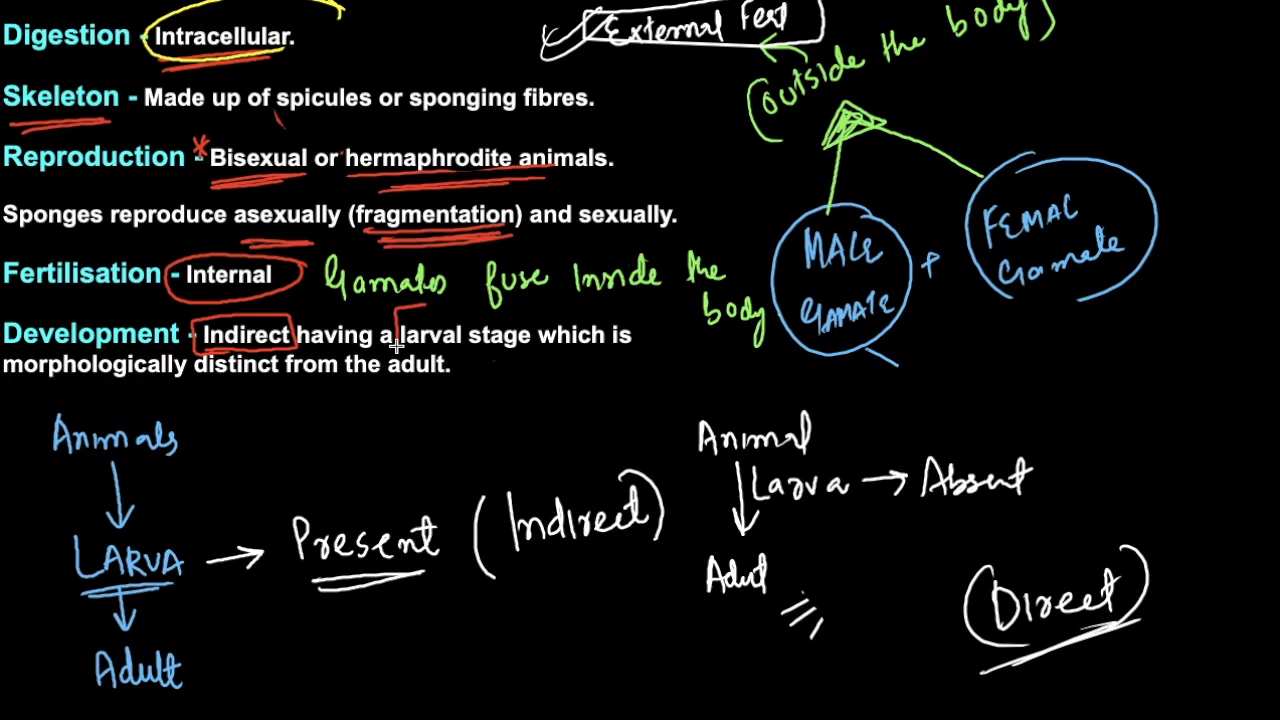 Digestion - Intracellular.
External Fert
(outside the body)
Skeleton - Made up of spicules or sponging fibres.
Reproduction - Bisexual or hermaphrodite animals.
*
Sponges reproduce asexually (fragmentation) and sexually.
MALE
GAMATE
+
FEMAL
Gamete
Fertilisation - Internal
Gamates fuse inside the
body
Development - Indirect having a larval stage which is
morphologically distinct from the adult.
Animals
LARVA → Present (Indirect)
Adult
Animal
Larva → Absent
Adut
(Direct)